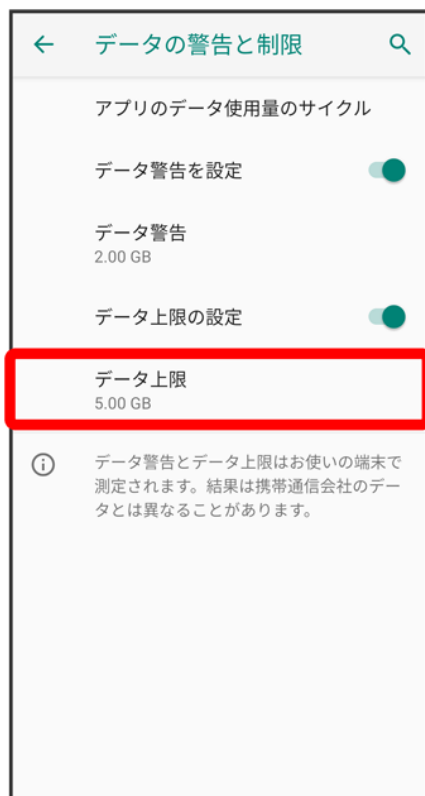 データの警告と制限
アプリのデータ使用量のサイクル
データ警告を設定
データ警告
2.00 GB
データ上限の設定
データ上限
5.00 GB
データ警告とデータ上限はお使いの端末で
測定されます。結果は携帯通信会社のデー
タとは異なることがあります。